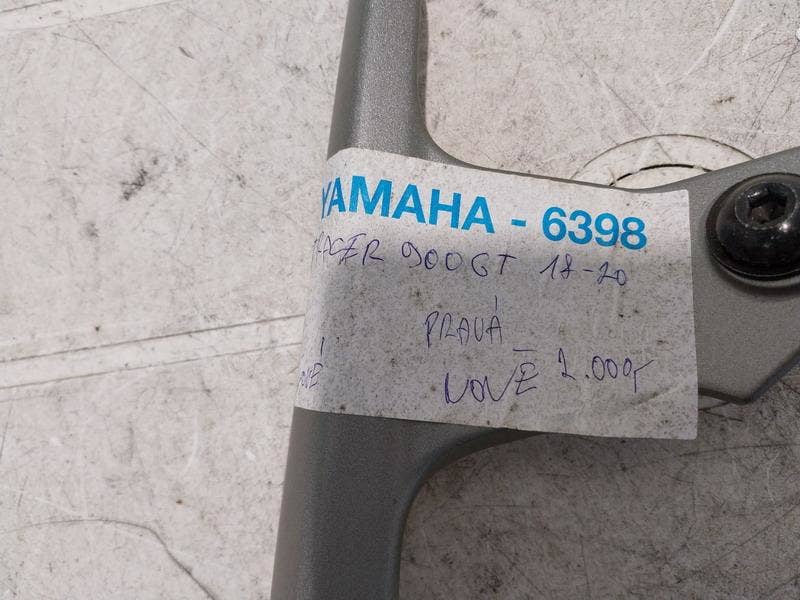 YAMAHA - 6398
TRACER 900GT 18-20
PRAVÁ
NOVÉ 2.000,-